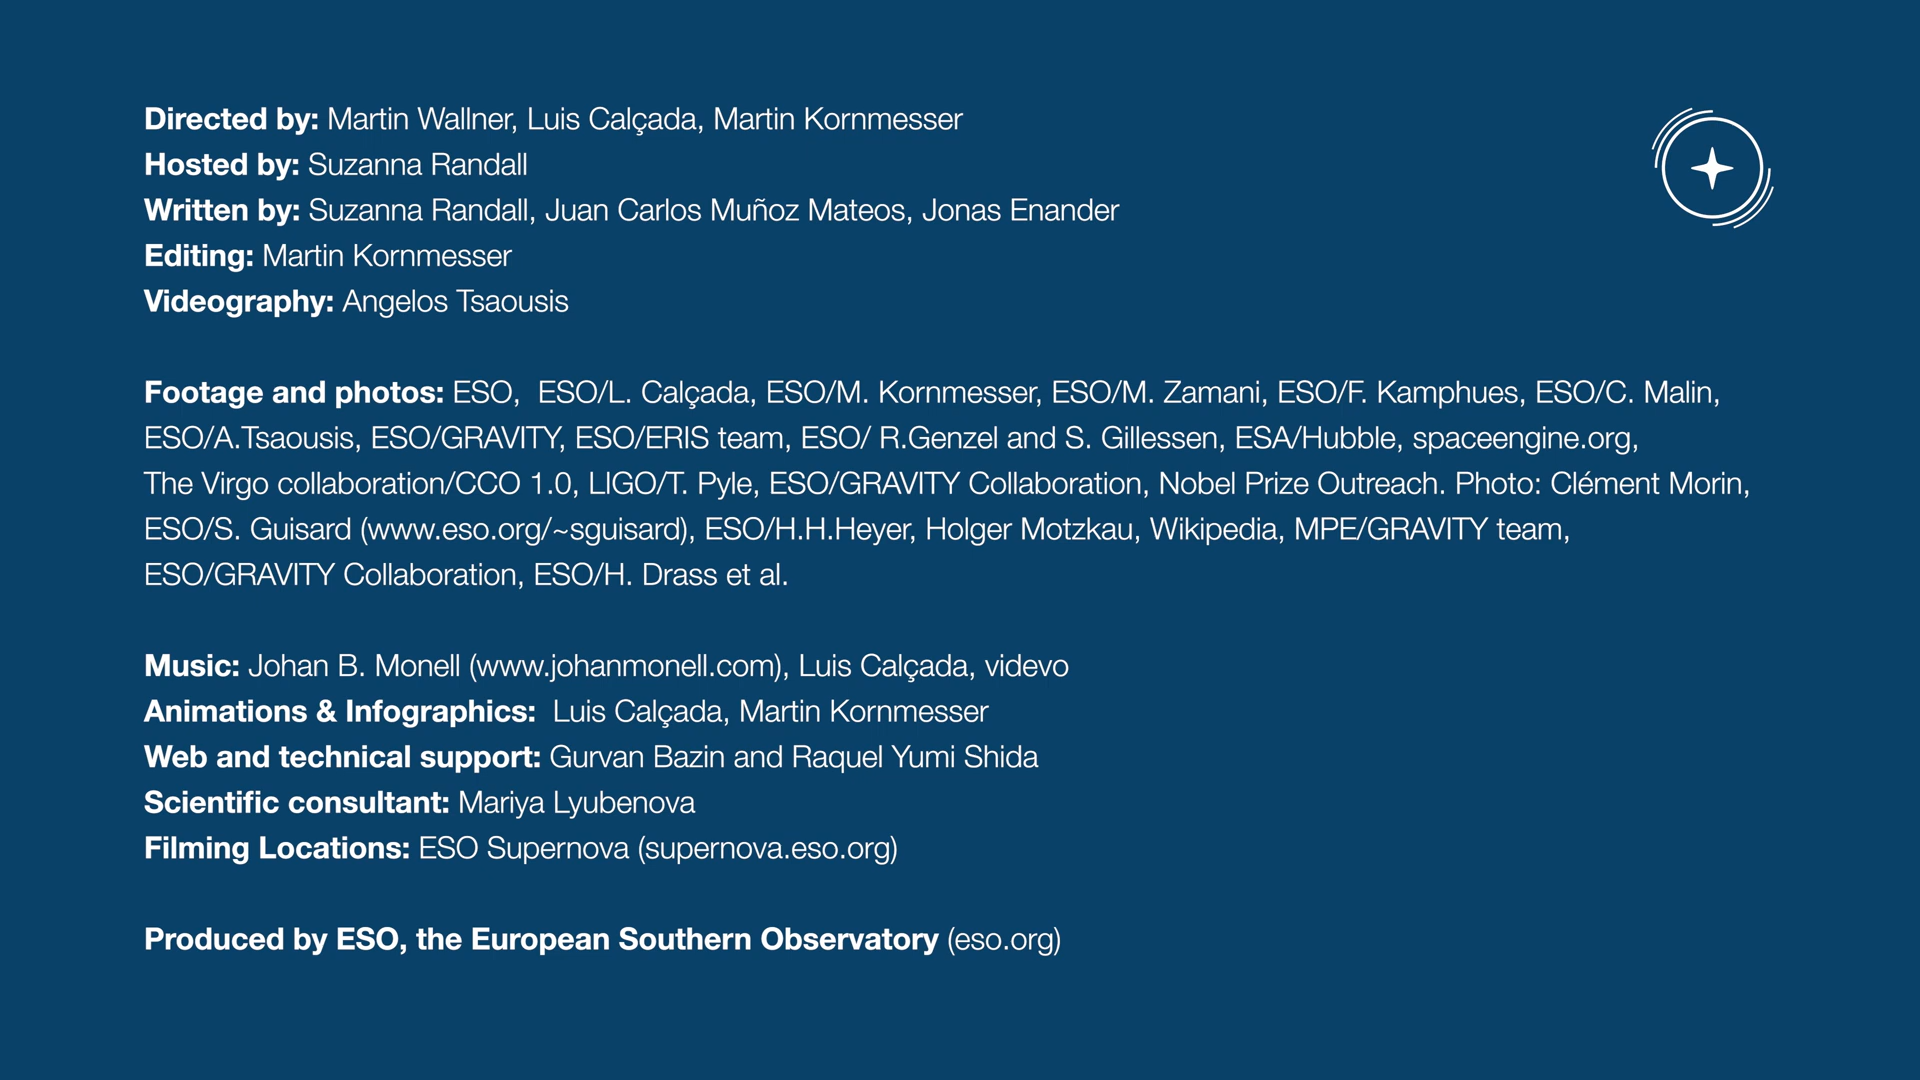 Directed by: Martin Wallner, Luis Calçada, Martin Kornmesser
Hosted by: Suzanna Randall
Written by: Suzanna Randall, Juan Carlos Muñoz Mateos, Jonas Enander
Editing: Martin Kornmesser
Videography: Angelos Tsaousis
Footage and photos: ESO,  ESO/L. Calçada, ESO/M. Kornmesser, ESO/M. Zamani, ESO/F. Kamphues, ESO/C. Malin,
ESO/A.Tsaousis, ESO/GRAVITY, ESO/ERIS team, ESO/ R.Genzel and S. Gillessen, ESA/Hubble, spaceengine.org,
The Virgo collaboration/CCO 1.0, LIGO/T. Pyle, ESO/GRAVITY Collaboration, Nobel Prize Outreach. Photo: Clément Morin,
ESO/S. Guisard (www.eso.org/~sguisard), ESO/H.H.Heyer, Holger Motzkau, Wikipedia, MPE/GRAVITY team,
ESO/GRAVITY Collaboration, ESO/H. Drass et al.
Music: Johan B. Monell (www.johanmonell.com), Luis Calçada, videvo
Animations & Infographics:  Luis Calçada, Martin Kornmesser
Web and technical support: Gurvan Bazin and Raquel Yumi Shida
Scientific consultant: Mariya Lyubenova
Filming Locations: ESO Supernova (supernova.eso.org)
Produced by ESO, the European Southern Observatory (eso.org)